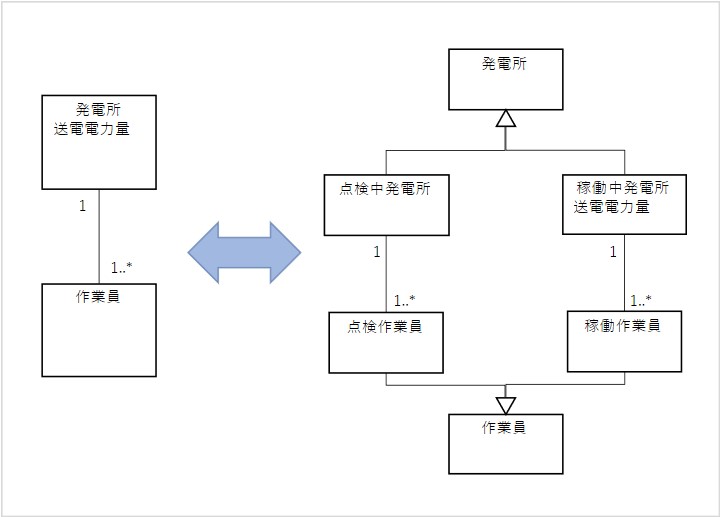 発電所
送電電力量
1
1..*
作業員
発電所
点検中発電所
稼働中発電所
送電電力量
1
1
1..*
1..*
点検作業員
稼働作業員
作業員